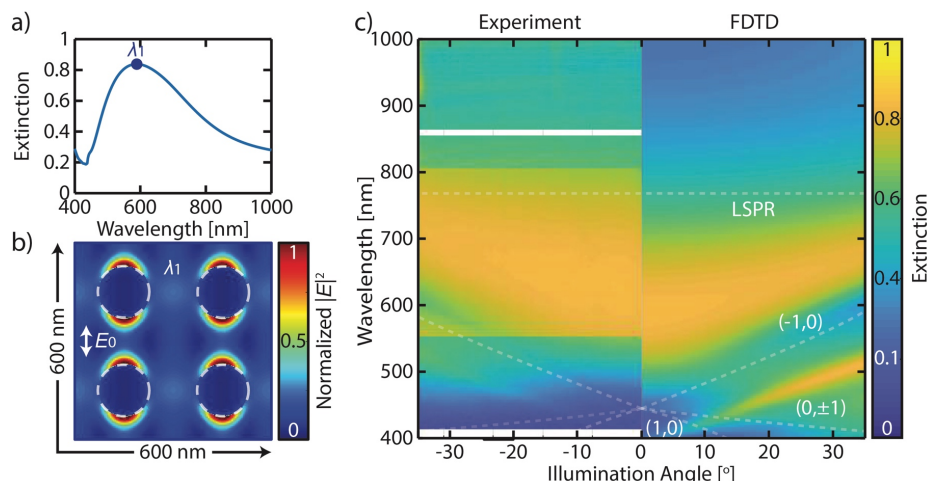 a)
λ1
Extinction
1
0.8
0.6
0.4
0.2
0
400 600 800 1000
Wavelength [nm]
b)
λ1
E0
600 nm
600 nm
1
0.5
0
Normalized |E|²
c)
Experiment FDTD
Wavelength [nm]
1000
900
800
700
600
500
400
LSPR
(-1,0)
(0,±1)
(1,0)
-30 -20 -10 0 10 20 30
Illumination Angle [º]
1
0.8
0.6
0.4
0.1
0
Extinction